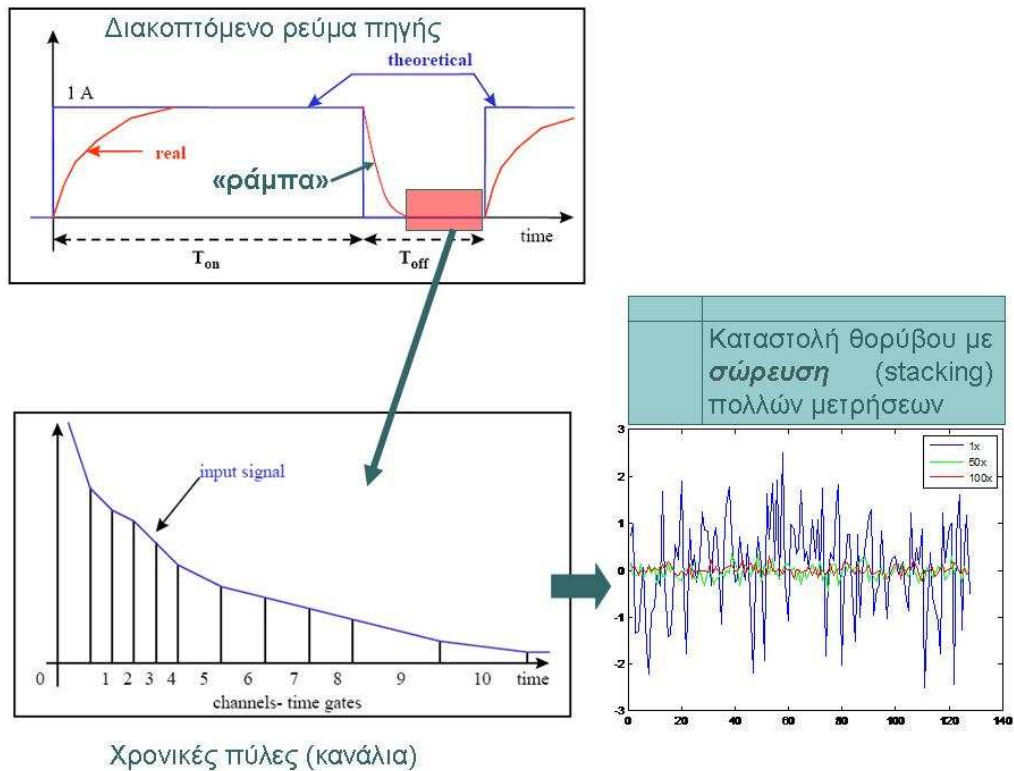 Διακοπτόμενο ρεύμα πηγής
theoretical
1 A
real
«ράμπα»
time
T_on
T_off
Καταστολή θορύβου με
σώρευση (stacking)
πολλών μετρήσεων
input signal
0 1 2 3 4 5 6 7 8 9 10 time
channels- time gates
Χρονικές πύλες (κανάλια)
3
2
1
0
-1
-2
-3
1x
50x
100x
0 20 40 60 80 100 120 140